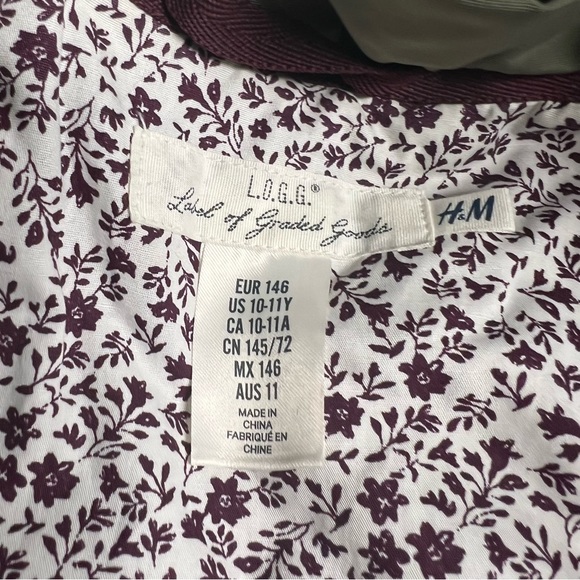 L.O.G.G.®
Label of Graded Goods
H&M
EUR 146
US 10-11Y
CA 10-11A
CN 145/72
MX 146
AUS 11
MADE IN
CHINA
FABRIQUÉ EN
CHINE